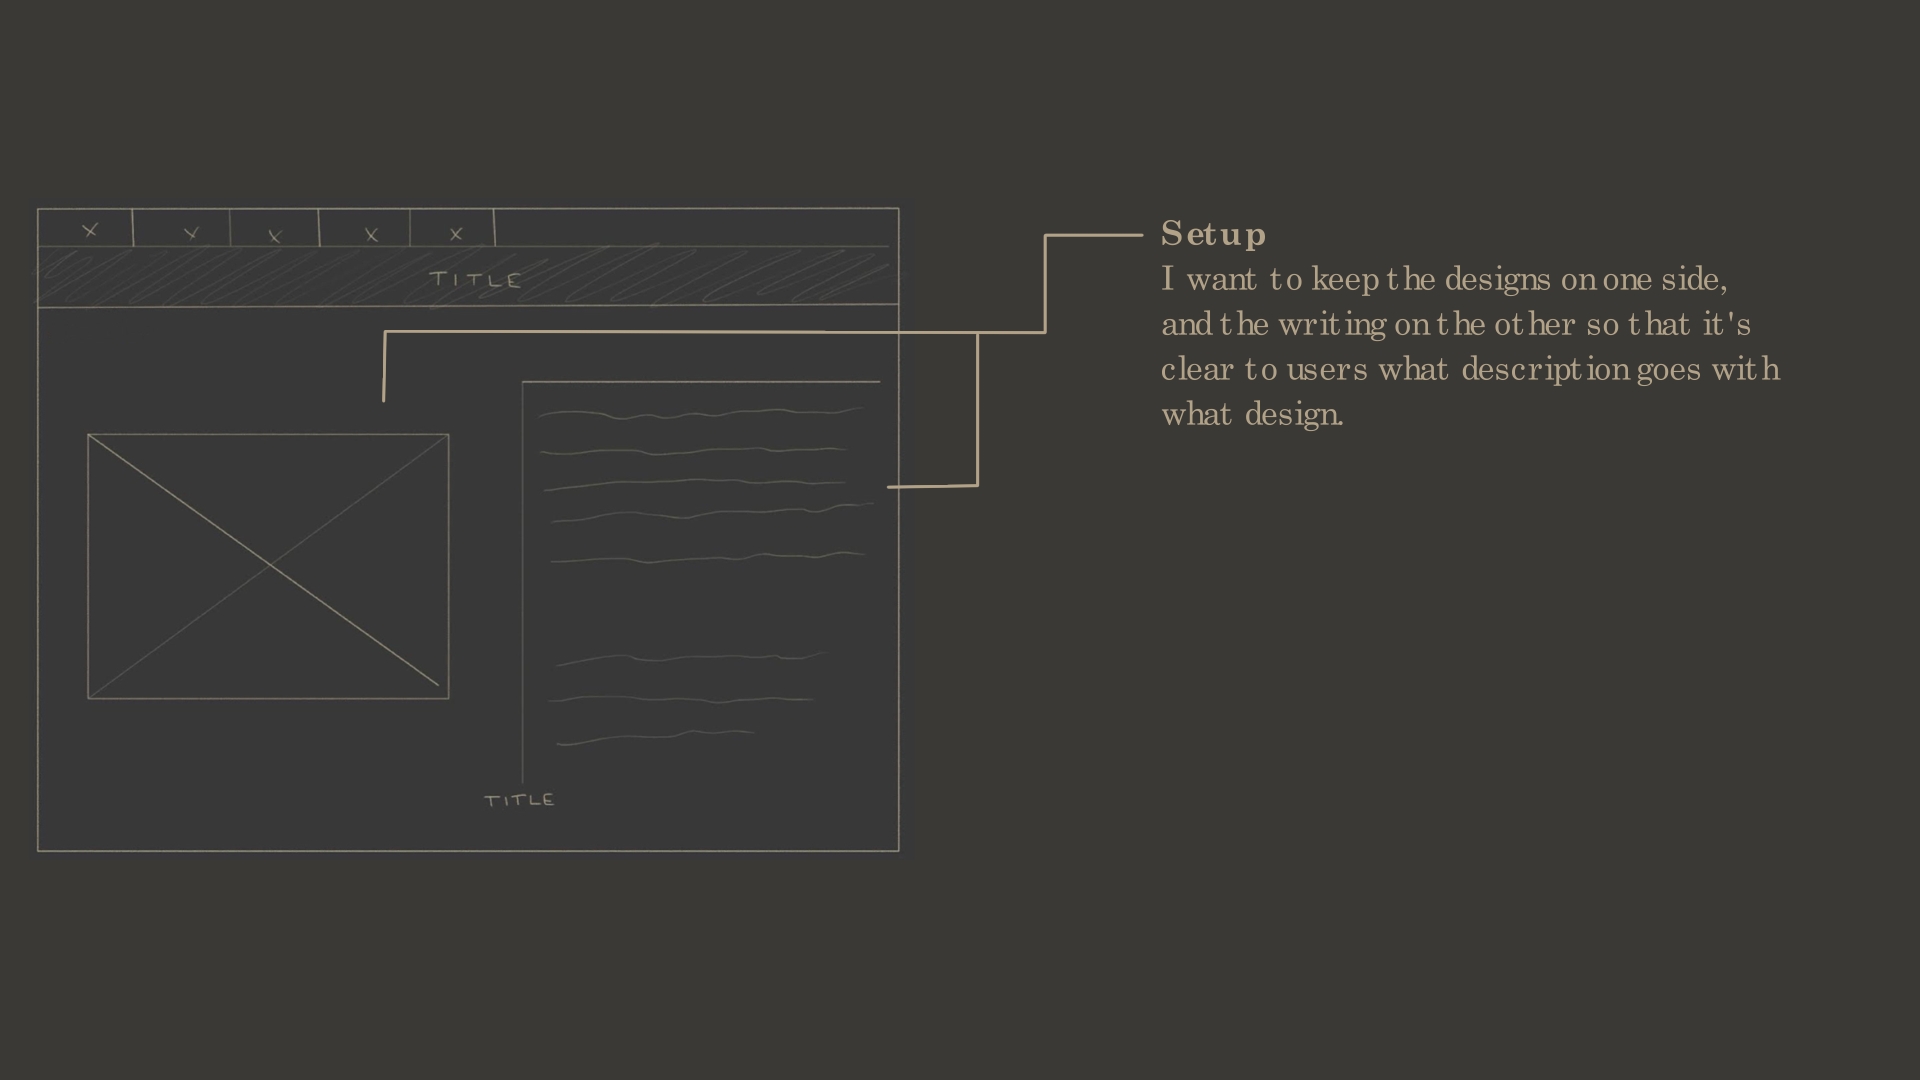 X X X X X
TITLE
TITLE
Setup
I want to keep the designs on one side,
and the writing on the other so that it's
clear to users what description goes with
what design.